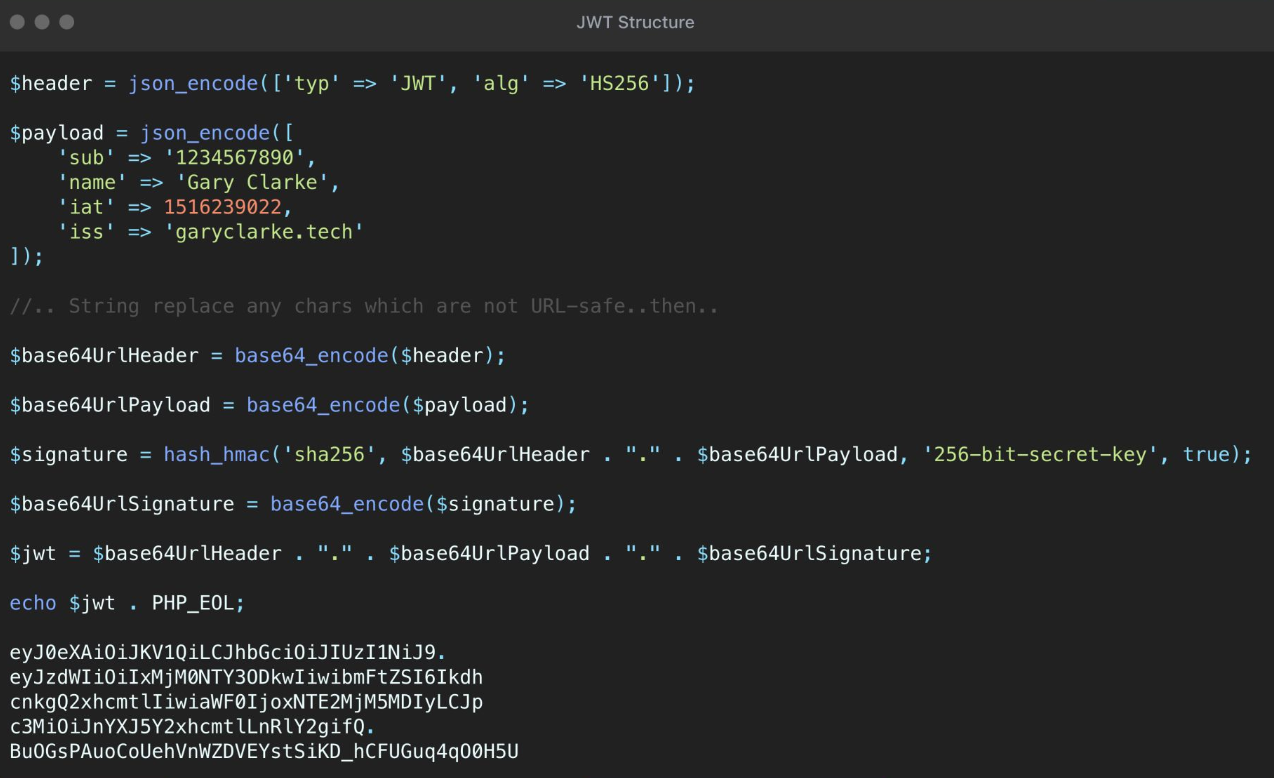 JWT Structure
$header = json_encode(['typ' => 'JWT', 'alg' => 'HS256']);
$payload = json_encode([
    'sub' => '1234567890',
    'name' => 'Gary Clarke',
    'iat' => 1516239022,
    'iss' => 'garyclarke.tech'
]);
//.. String replace any chars which are not URL-safe..then..
$base64UrlHeader = base64_encode($header);
$base64UrlPayload = base64_encode($payload);
$signature = hash_hmac('sha256', $base64UrlHeader . "." . $base64UrlPayload, '256-bit-secret-key', true);
$base64UrlSignature = base64_encode($signature);
$jwt = $base64UrlHeader . "." . $base64UrlPayload . "." . $base64UrlSignature;
echo $jwt . PHP_EOL;
eyJ0eXAiOiJKV1QiLCJhbGciOiJIUzI1NiJ9.
eyJzdWIiOiIxMjM0NTY3ODkwIiwibmFtZSI6Ikdh
cnkgQ2xhcmtlIiwiaWF0IjoxNTE2MjM5MDIyLCJp
c3MiOiJnYXJ5Y2xhcmtlLnRlY2gifQ.
BuOGsPAuoCoUehVnWZDVEYstSiKD_hCFUGuq4qO0H5U